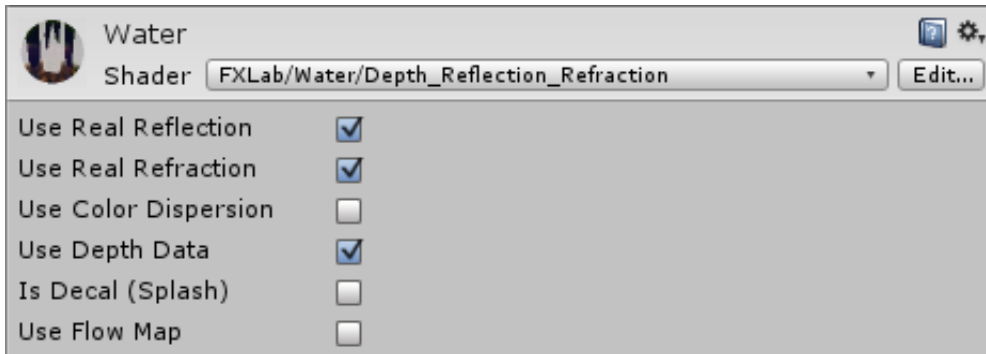 Water
Shader FXLab/Water/Depth_Reflection_Refraction Edit...
Use Real Reflection
Use Real Refraction
Use Color Dispersion
Use Depth Data
Is Decal (Splash)
Use Flow Map